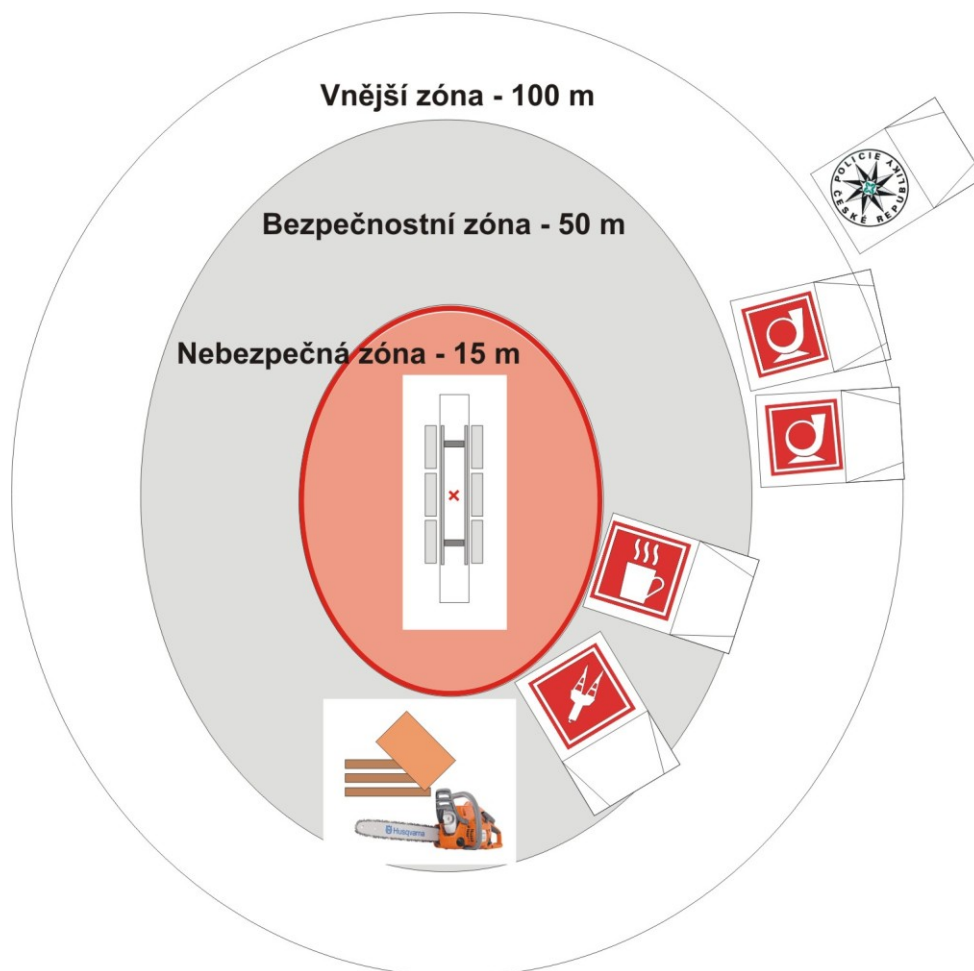 Vnější zóna - 100 m
POLICIE ČESKÉ REPUBLIKY
Bezpečnostní zóna - 50 m
Nebezpečná zóna - 15 m
Husqvarna